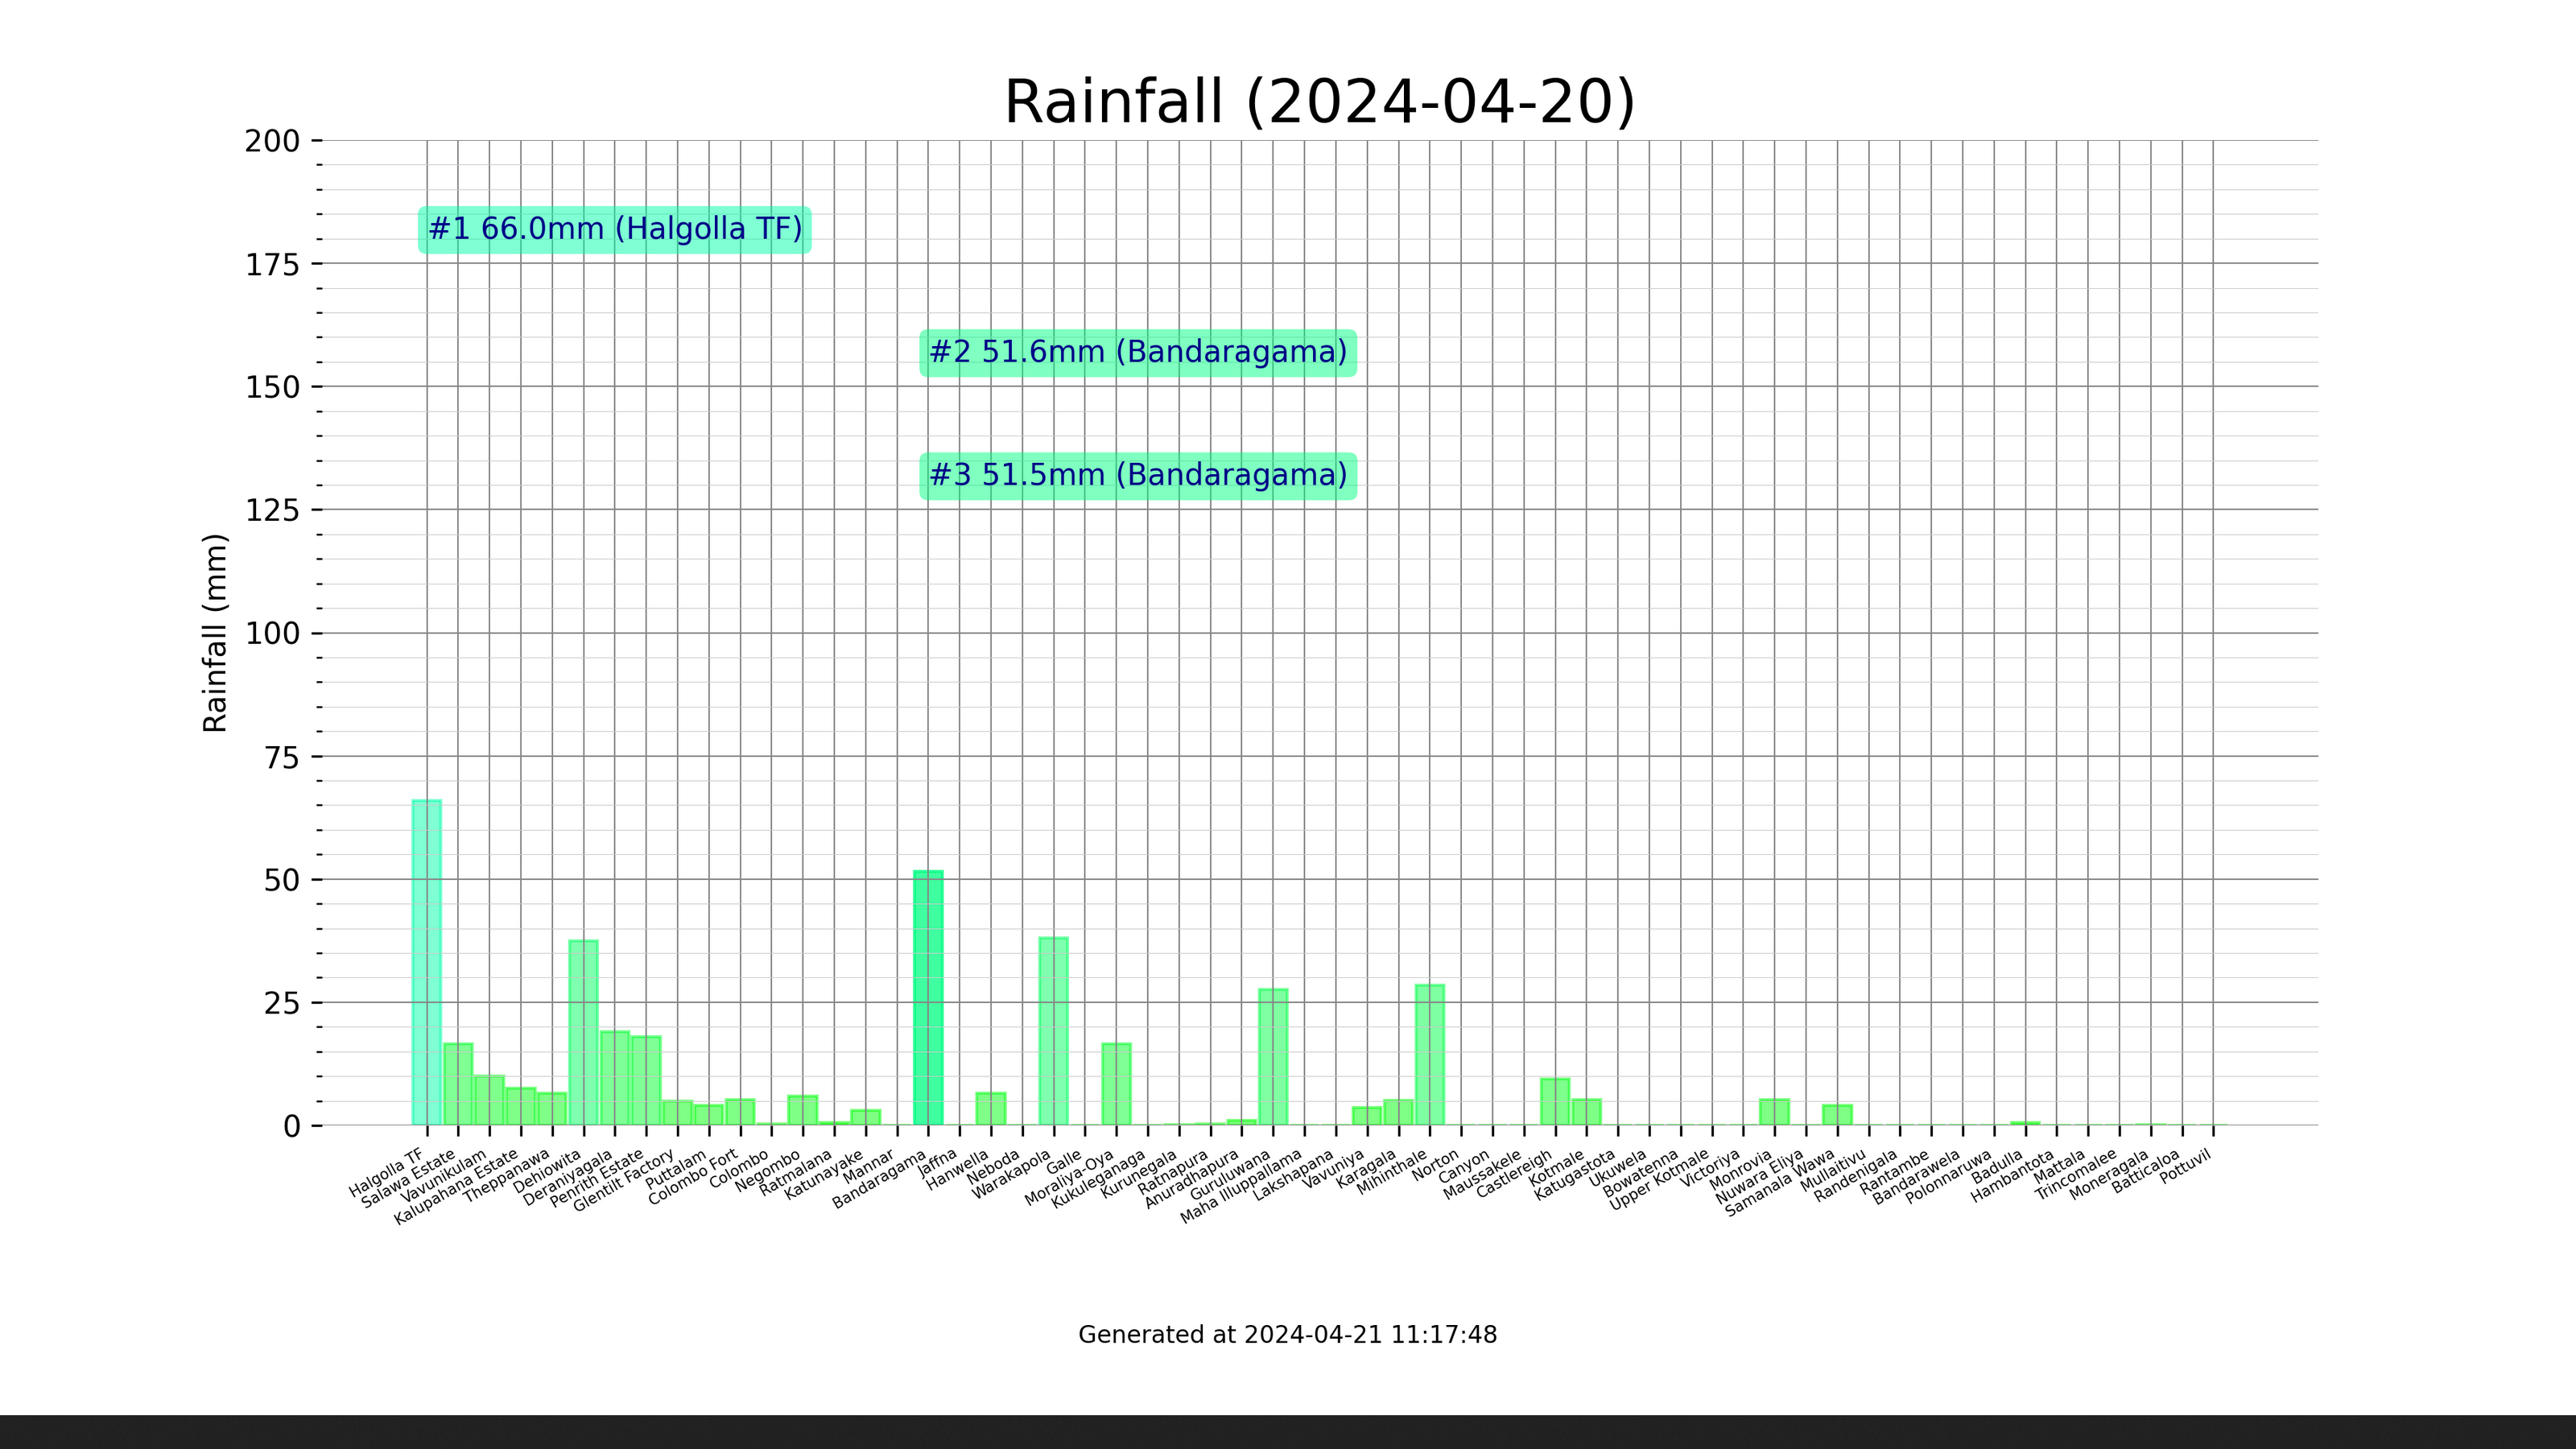 Rainfall (2024-04-20)
200
175
150
125
100
75
50
25
0
Rainfall (mm)
#1 66.0mm (Halgolla TF)
#2 51.6mm (Bandaragama)
#3 51.5mm (Bandaragama)
Halgolla TF
Salawa Estate
Vavunikulam
Kalupahana Estate
Theppanawa
Dehiowita
Deraniyagala
Penrith Estate
Glentilt Factory
Puttalam
Colombo Fort
Colombo
Negombo
Ratmalana
Katunayake
Mannar
Bandaragama
Jaffna
Hanwella
Neboda
Warakapola
Galle
Moraliya-Oya
Kukuleganaga
Kurunegala
Ratnapura
Anuradhapura
Guruluwana
Maha Illuppallama
Lakshapana
Vavuniya
Karagala
Mihinthale
Norton
Canyon
Maussakele
Castlereigh
Kotmale
Katugastota
Ukuwela
Bowatenna
Upper Kotmale
Victoriya
Monrovia
Nuwara Eliya
Samanala Wawa
Mullaitivu
Randenigala
Rantambe
Bandarawela
Polonnaruwa
Badulla
Hambantota
Mattala
Trincomalee
Moneragala
Batticaloa
Pottuvil
Generated at 2024-04-21 11:17:48